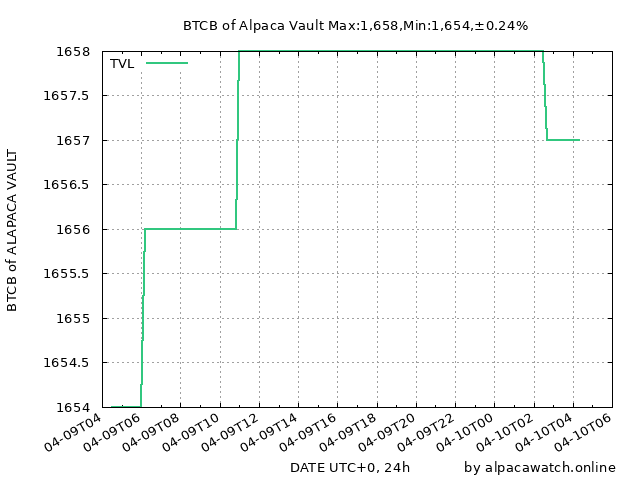 BTCB of Alpaca Vault Max:1,658,Min:1,654,±0.24%
BTCB of ALAPACA VAULT
TVL
1658
1657.5
1657
1656.5
1656
1655.5
1655
1654.5
1654
04-09T04
04-09T06
04-09T08
04-09T10
04-09T12
04-09T14
04-09T16
04-09T18
04-09T20
04-09T22
04-10T00
04-10T02
04-10T04
04-10T06
DATE UTC+0, 24h
by alpacawatch.online